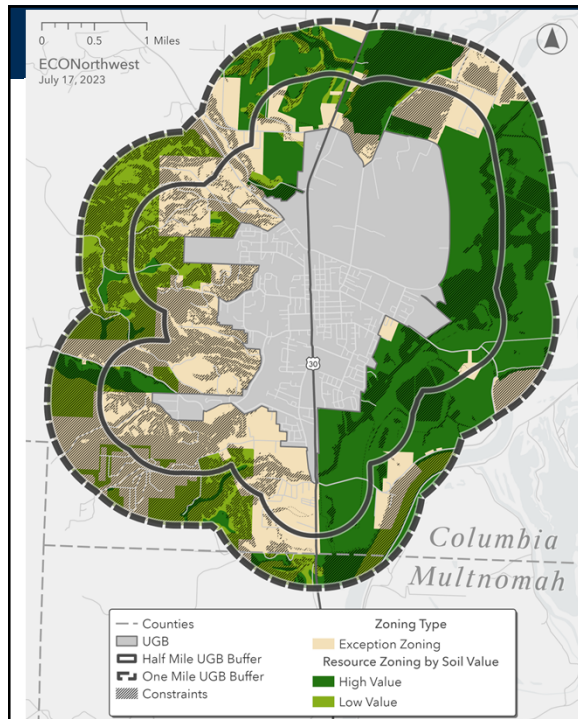 0 0.5 1 Miles
ECONorthwest
July 17, 2023
30
Columbia
Multnomah
Counties
UGB
Half Mile UGB Buffer
One Mile UGB Buffer
Constraints
Zoning Type
Exception Zoning
Resource Zoning by Soil Value
High Value
Low Value